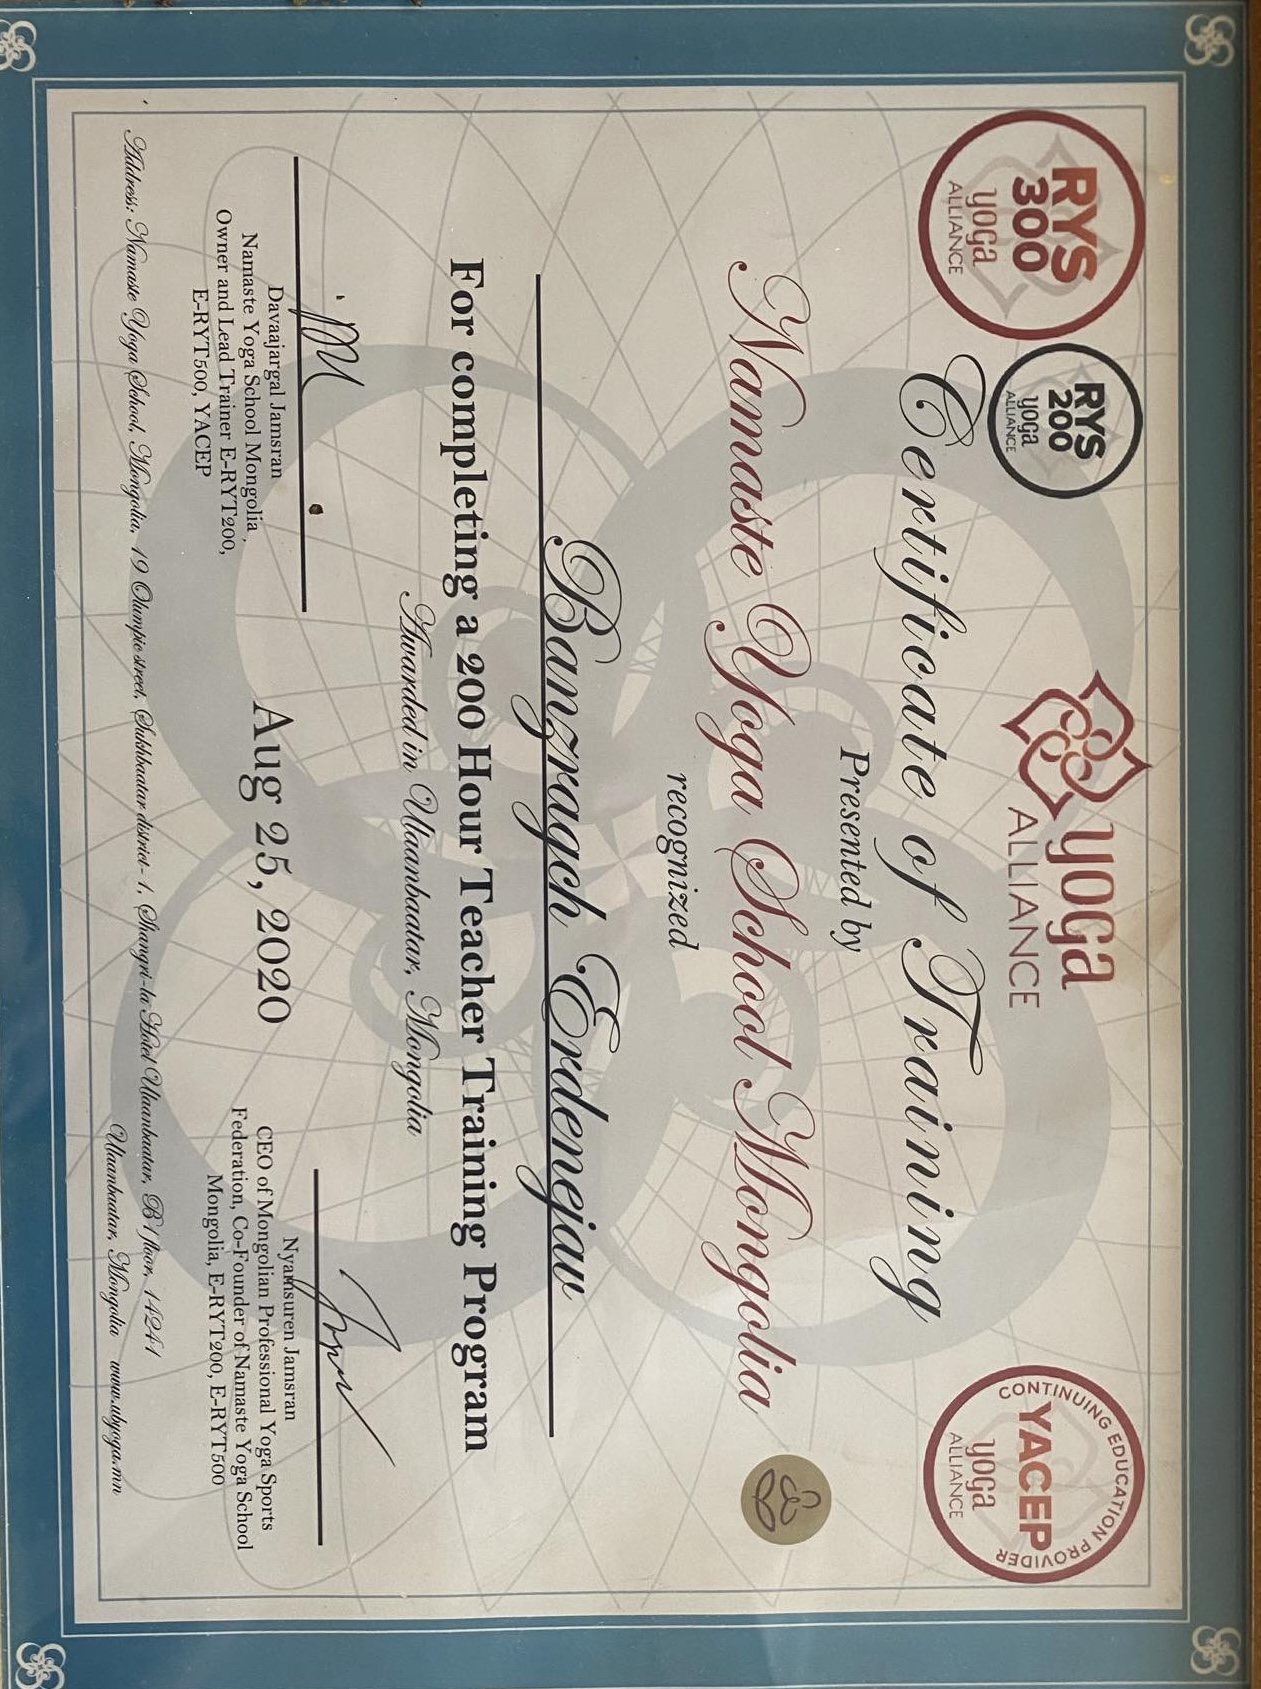 RYS
300
yoga
ALLIANCE
RYS
200
yoga
ALLIANCE
yoga
ALLIANCE
CONTINUING EDUCATION PROVIDER
YACEP
yoga
ALLIANCE
Certificate of Training
Presented by
Namaste Yoga School Mongolia
recognized
Banzragch Erdenejav
For completing a 200 Hour Teacher Training Program
Awarded in Ulaanbaatar, Mongolia
Davaajargal Jamsran
Namaste Yoga School Mongolia,
Owner and Lead Trainer E-RYT200,
E-RYT500, YACEP
Aug 25, 2020
Nyamsuren Jamsran
CEO of Mongolian Professional Yoga Sports
Federation, Co-Founder of Namaste Yoga School
Mongolia, E-RYT200, E-RYT500
Address: Namaste Yoga School, Mongolia, 19 Olumpic street, Sukhbaatar district- 1, Shangri-la Hotel Ulaanbaatar, B1 floor, 14241
Ulaanbaatar, Mongolia www.ubyoga.mn